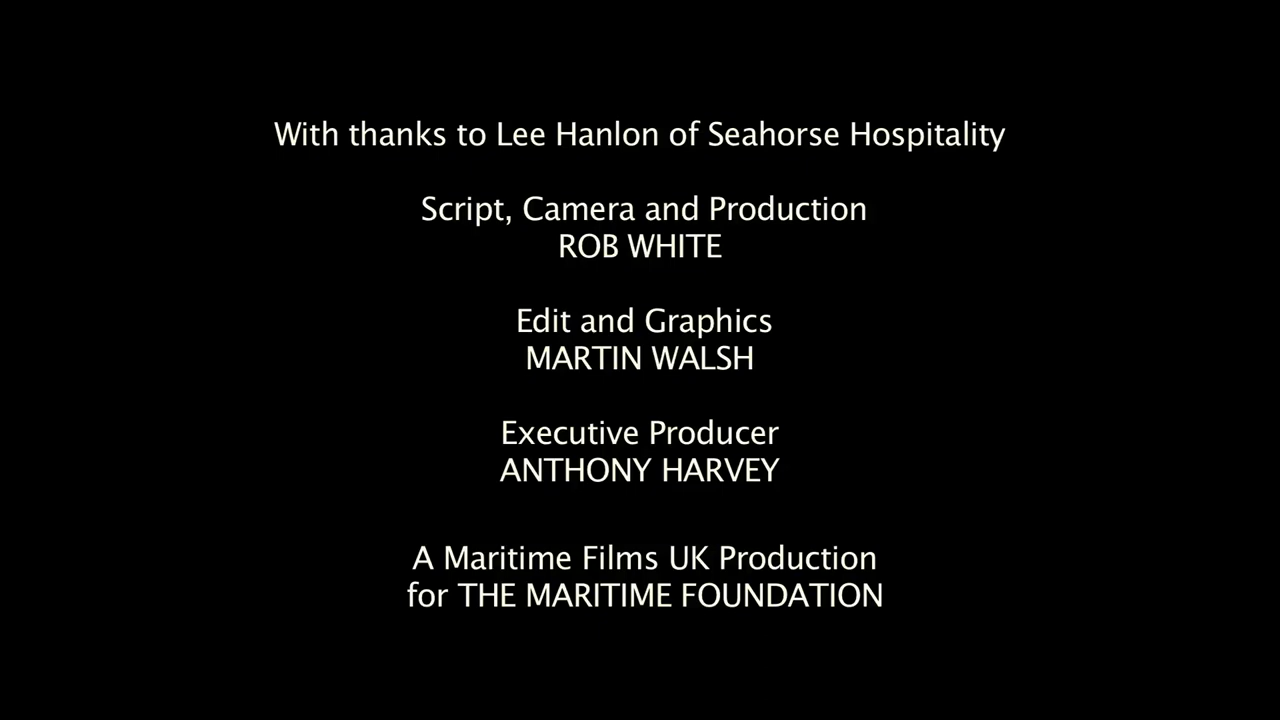 With thanks to Lee Hanlon of Seahorse Hospitality
Script, Camera and Production
ROB WHITE
Edit and Graphics
MARTIN WALSH
Executive Producer
ANTHONY HARVEY
A Maritime Films UK Production
for THE MARITIME FOUNDATION